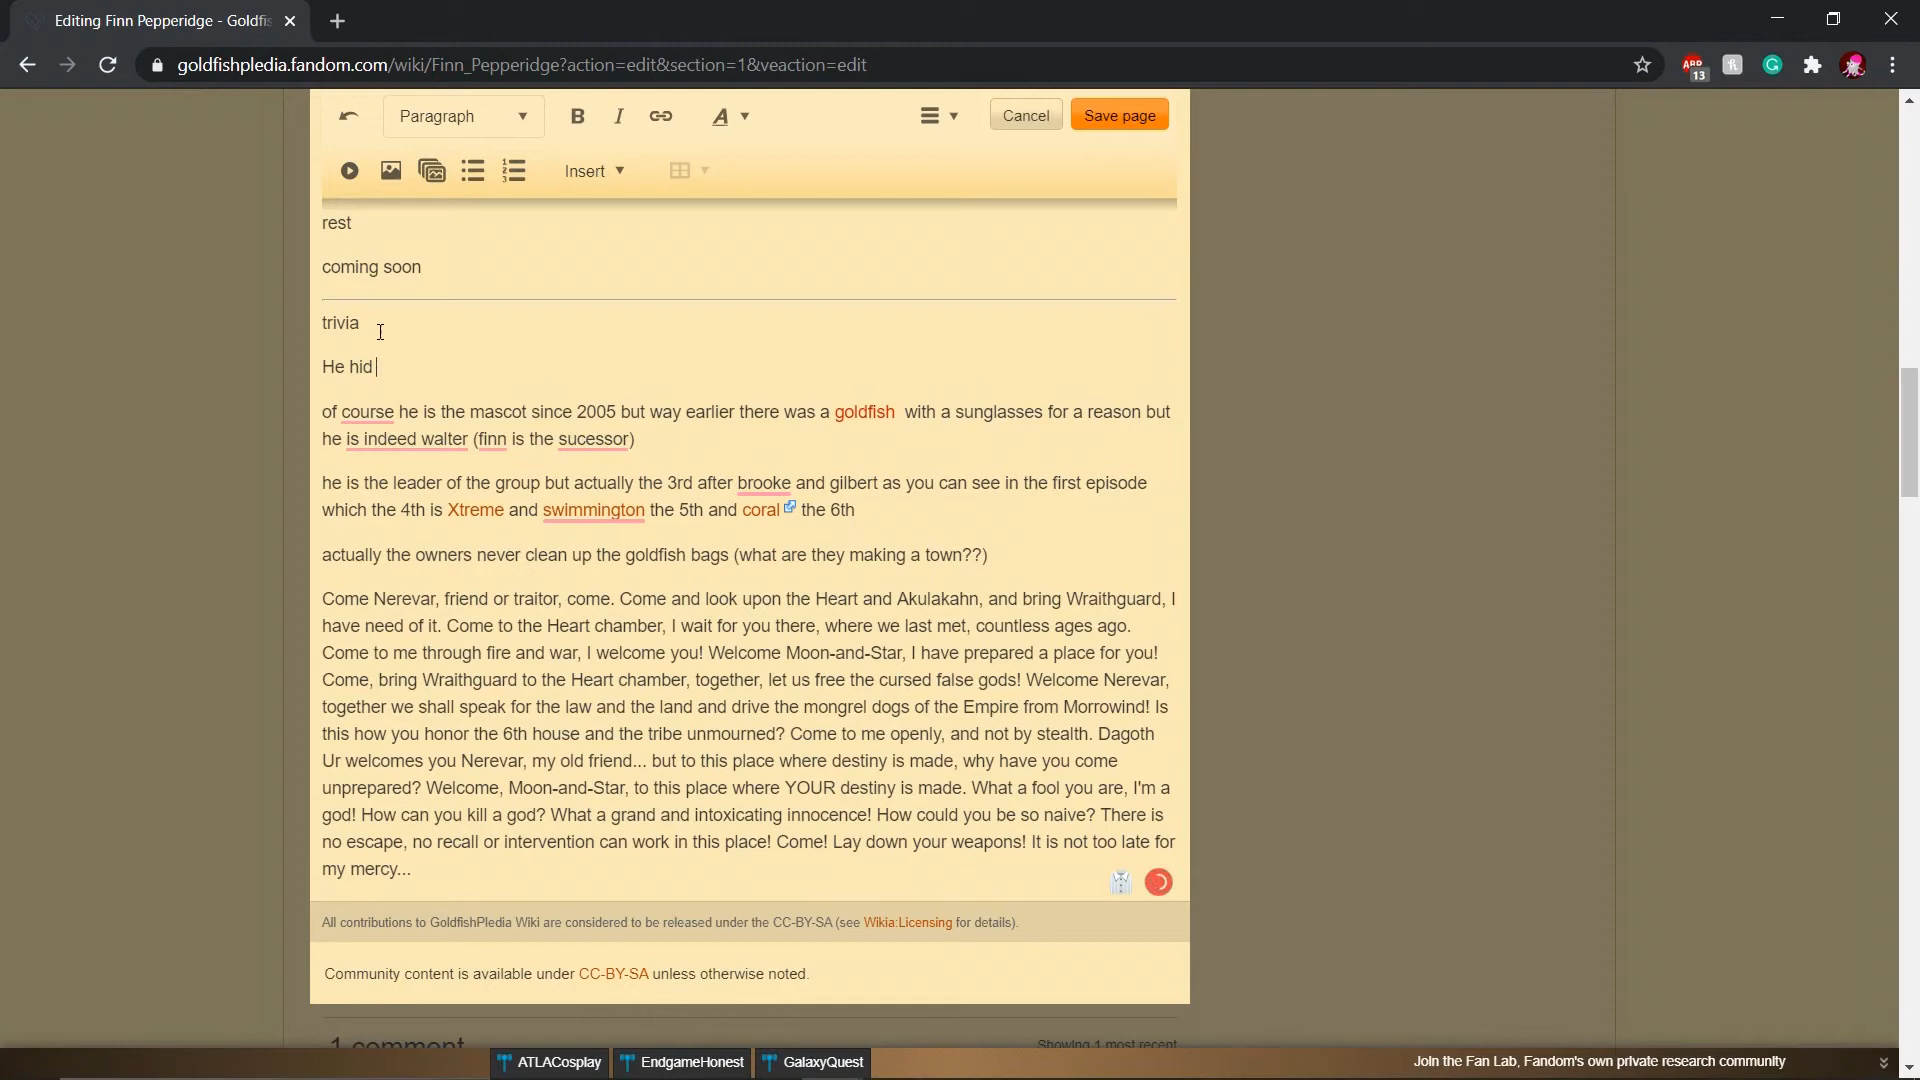 Editing Finn Pepperidge - Goldfis
goldfishpledia.fandom.com/wiki/Finn_Pepperidge?action=edit&section=1&veaction=edit
ABP
13
Paragraph
B
I
A
Cancel
Save page
Insert
rest
coming soon
trivia
He hid
of course he is the mascot since 2005 but way earlier there was a goldfish with a sunglasses for a reason but
he is indeed walter (finn is the sucessor)
he is the leader of the group but actually the 3rd after brooke and gilbert as you can see in the first episode
which the 4th is Xtreme and swimmington the 5th and coral the 6th
actually the owners never clean up the goldfish bags (what are they making a town??)
Come Nerevar, friend or traitor, come. Come and look upon the Heart and Akulakahn, and bring Wraithguard, I
have need of it. Come to the Heart chamber, I wait for you there, where we last met, countless ages ago.
Come to me through fire and war, I welcome you! Welcome Moon-and-Star, I have prepared a place for you!
Come, bring Wraithguard to the Heart chamber, together, let us free the cursed false gods! Welcome Nerevar,
together we shall speak for the law and the land and drive the mongrel dogs of the Empire from Morrowind! Is
this how you honor the 6th house and the tribe unmourned? Come to me openly, and not by stealth. Dagoth
Ur welcomes you Nerevar, my old friend... but to this place where destiny is made, why have you come
unprepared? Welcome, Moon-and-Star, to this place where YOUR destiny is made. What a fool you are, I'm a
god! How can you kill a god? What a grand and intoxicating innocence! How could you be so naive? There is
no escape, no recall or intervention can work in this place! Come! Lay down your weapons! It is not too late for
my mercy...
All contributions to GoldfishPledia Wiki are considered to be released under the CC-BY-SA (see Wikia:Licensing for details).
Community content is available under CC-BY-SA unless otherwise noted.
1 comment
Showing 1 most recent
ATLACosplay
EndgameHonest
GalaxyQuest
Join the Fan Lab, Fandom's own private research community